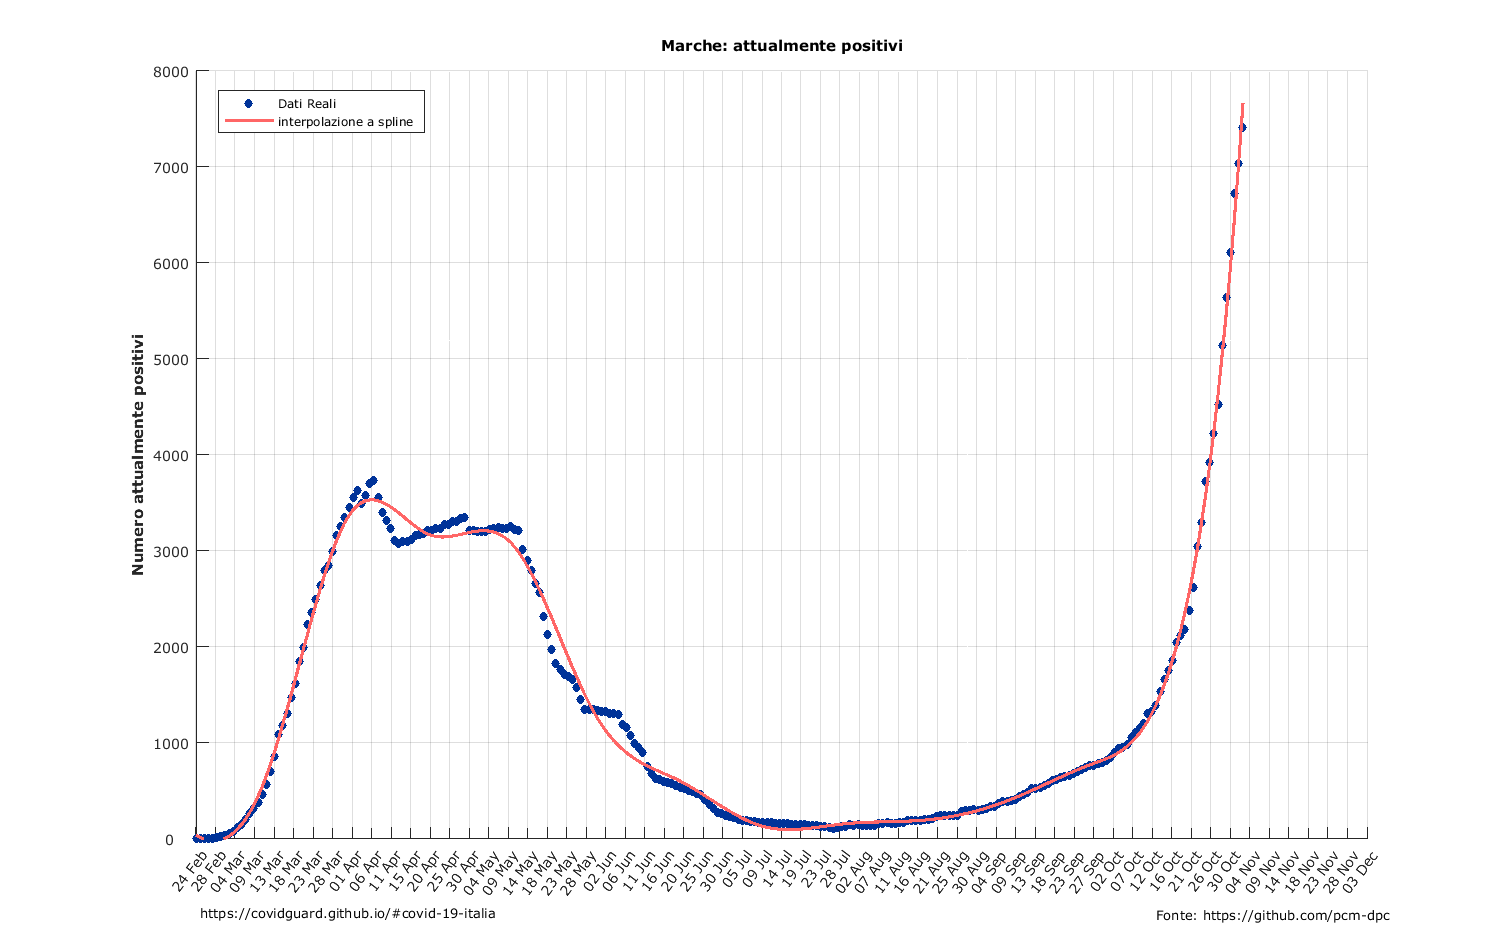 Marche: attualmente positivi
8000
7000
6000
5000
4000
3000
2000
1000
0
Numero attualmente positivi
Dati Reali
interpolazione a spline
24 Feb
28 Feb
04 Mar
09 Mar
13 Mar
18 Mar
23 Mar
28 Mar
01 Apr
06 Apr
11 Apr
15 Apr
20 Apr
25 Apr
30 Apr
04 May
09 May
14 May
18 May
23 May
28 May
02 Jun
06 Jun
11 Jun
16 Jun
20 Jun
25 Jun
30 Jun
05 Jul
09 Jul
14 Jul
19 Jul
23 Jul
28 Jul
02 Aug
07 Aug
11 Aug
16 Aug
21 Aug
25 Aug
30 Aug
04 Sep
09 Sep
13 Sep
18 Sep
23 Sep
27 Sep
02 Oct
07 Oct
12 Oct
16 Oct
21 Oct
26 Oct
30 Oct
04 Nov
09 Nov
14 Nov
18 Nov
23 Nov
28 Nov
03 Dec
https://covidguard.github.io/#covid-19-italia
Fonte: https://github.com/pcm-dpc